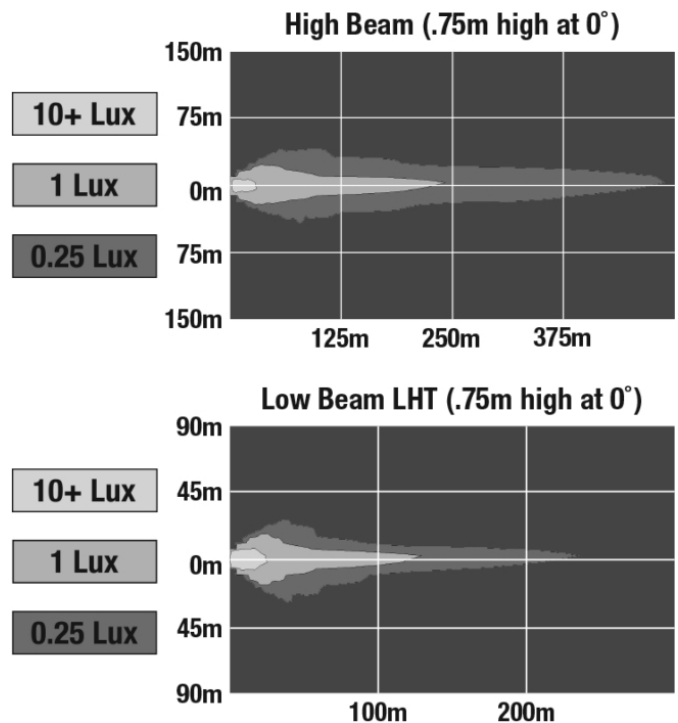 High Beam (.75m high at 0°)
150m
10+ Lux
75m
1 Lux
0m
0.25 Lux
75m
150m
125m 250m 375m
Low Beam LHT (.75m high at 0°)
90m
10+ Lux
45m
1 Lux
0m
0.25 Lux
45m
90m
100m 200m